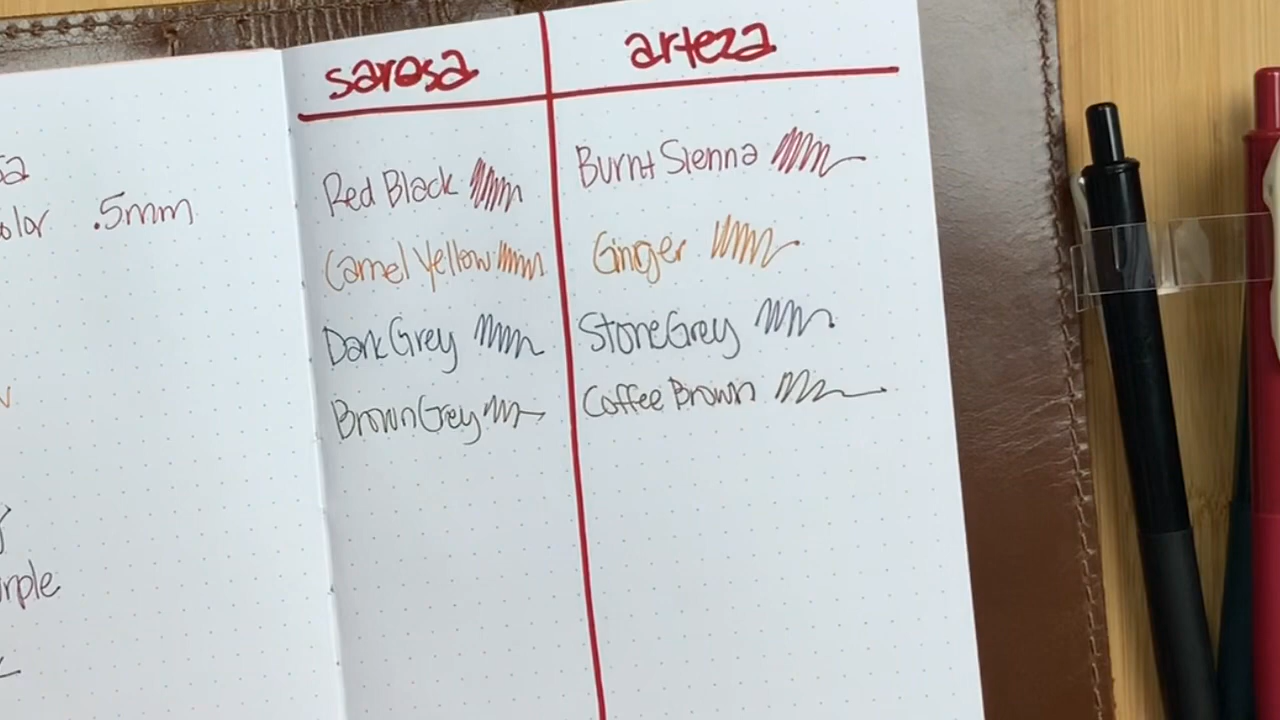 .5mm
sarasa arteza
Red Black Burnt Sienna
Camel Yellow Ginger
Dark Grey Stone Grey
Brown Grey Coffee Brown